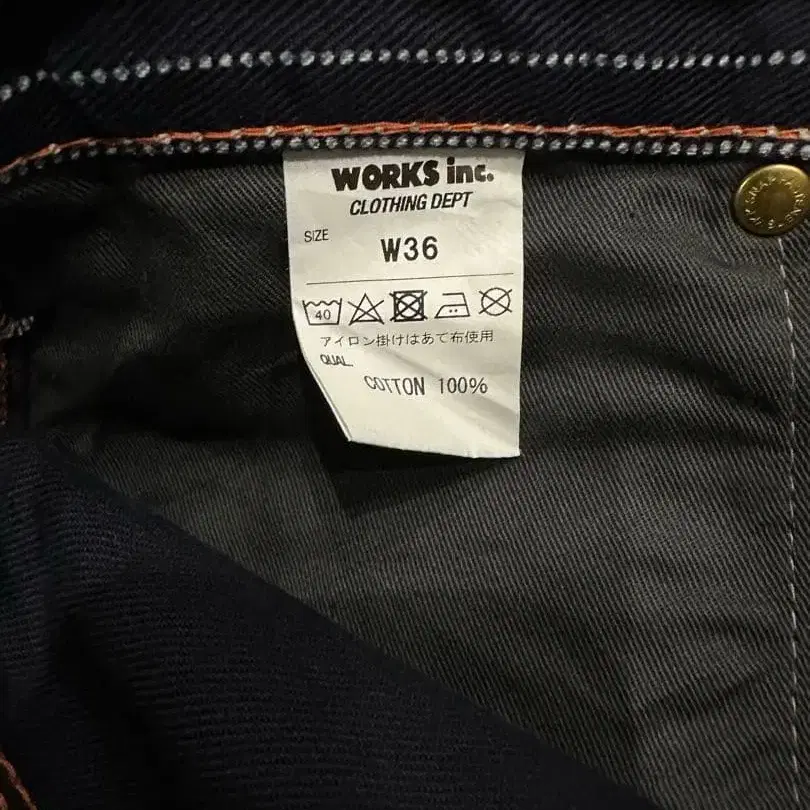 WORKS inc.
CLOTHING DEPT
SIZE
W36
40
アイロン掛けはあて布使用
QUAL.
COTTON 100%